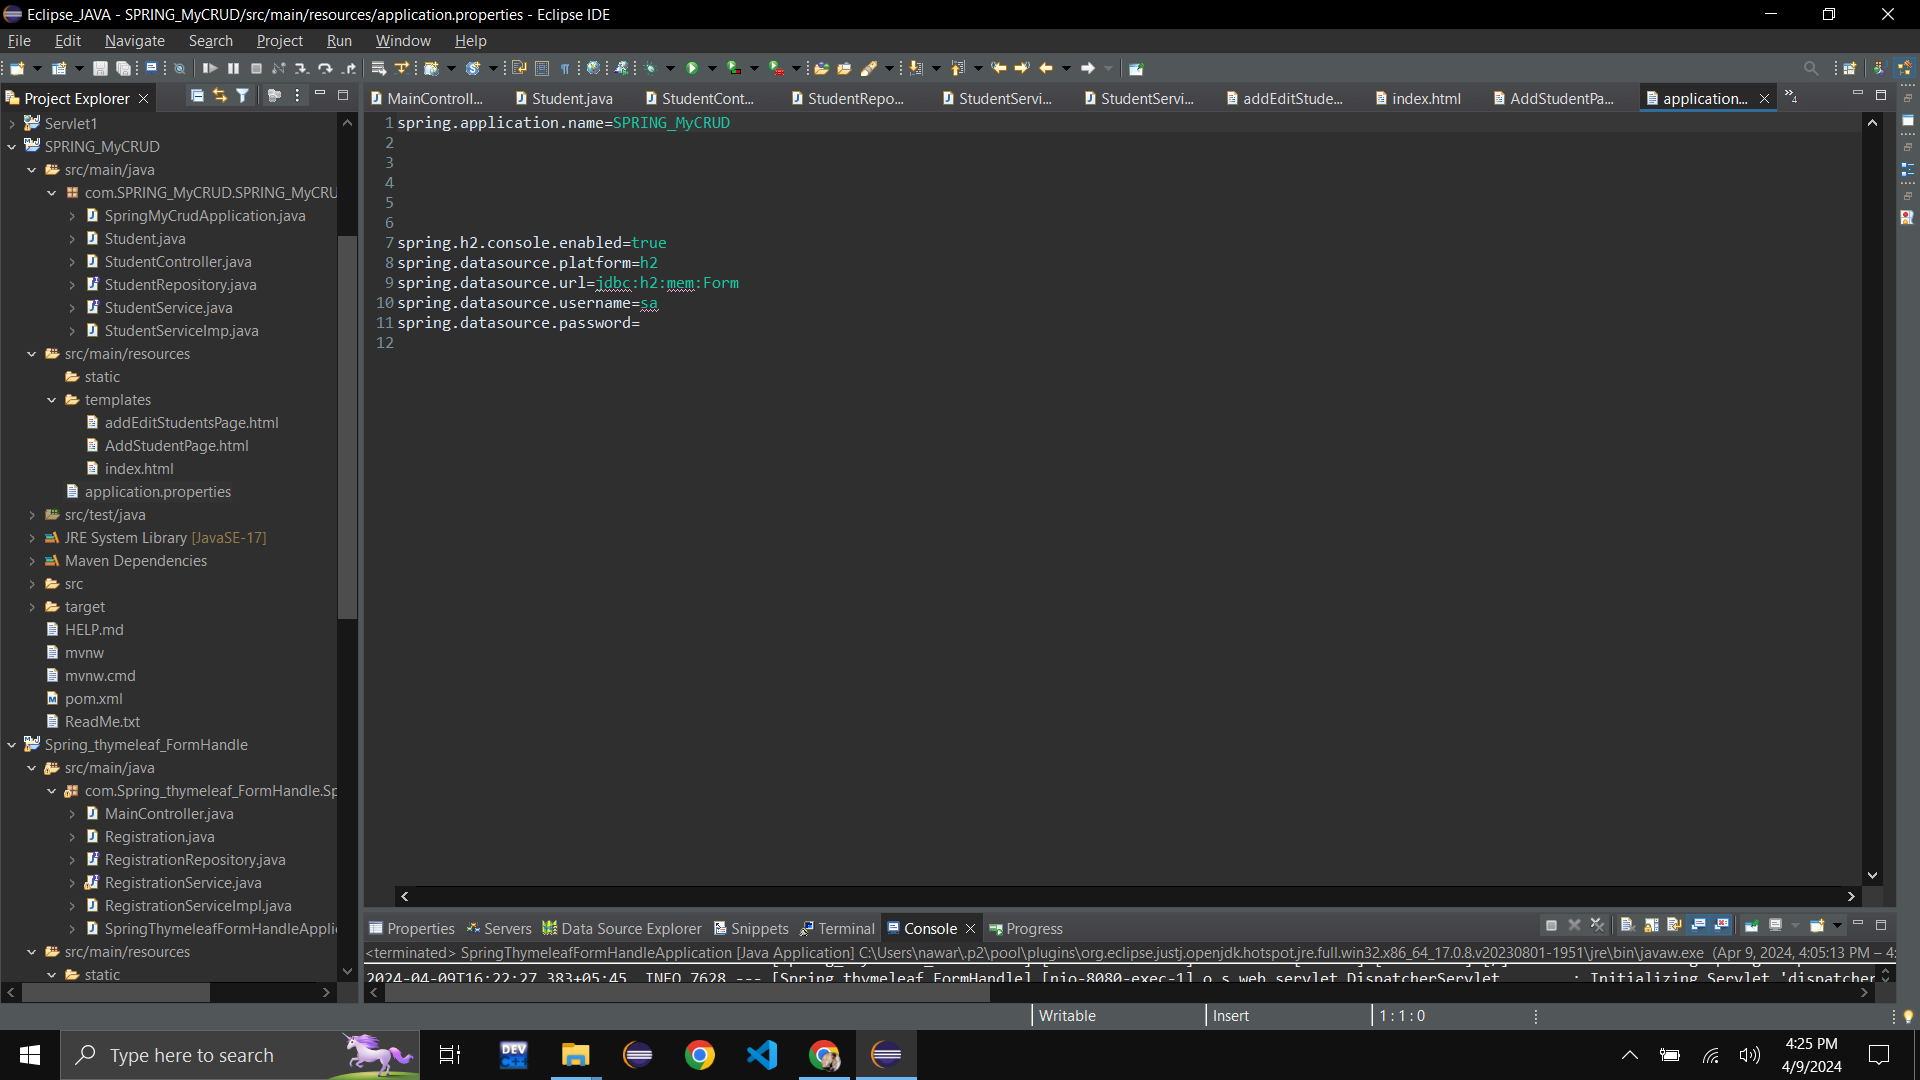 Eclipse_JAVA - SPRING_MyCRUD/src/main/resources/application.properties - Eclipse IDE
File Edit Navigate Search Project Run Window Help
Project Explorer
MainControll... Student.java StudentCont... StudentRepo... StudentServi... StudentServi... addEditStude... index.html AddStudentPa... application... »4
Servlet1
SPRING_MyCRUD
src/main/java
com.SPRING_MyCRUD.SPRING_MyCRU
SpringMyCrudApplication.java
Student.java
StudentController.java
StudentRepository.java
StudentService.java
StudentServiceImp.java
src/main/resources
static
templates
addEditStudentsPage.html
AddStudentPage.html
index.html
application.properties
src/test/java
JRE System Library [JavaSE-17]
Maven Dependencies
src
target
HELP.md
mvnw
mvnw.cmd
pom.xml
ReadMe.txt
Spring_thymeleaf_FormHandle
src/main/java
com.Spring_thymeleaf_FormHandle.Sp
MainController.java
Registration.java
RegistrationRepository.java
RegistrationService.java
RegistrationServiceImpl.java
SpringThymeleafFormHandleAppli
src/main/resources
static
1 spring.application.name=SPRING_MyCRUD
2
3
4
5
6
7 spring.h2.console.enabled=true
8 spring.datasource.platform=h2
9 spring.datasource.url=jdbc:h2:mem:Form
10 spring.datasource.username=sa
11 spring.datasource.password=
12
Properties Servers Data Source Explorer Snippets Terminal Console Progress
<terminated> SpringThymeleafFormHandleApplication [Java Application] C:\Users\nawar\.p2\pool\plugins\org.eclipse.justj.openjdk.hotspot.jre.full.win32.x86_64_17.0.8.v20230801-1951\jre\bin\javaw.exe (Apr 9, 2024, 4:05:13 PM – 4:
2024-04-09T16:22:27.383+05:45 INFO 7628 --- [Spring_thymeleaf_FormHandle] [nio-8080-exec-1] o.s.web.servlet.DispatcherServlet : Initializing Servlet 'dispatcher
Writable Insert 1 : 1 : 0
Type here to search
DEV
C++
4:25 PM
4/9/2024